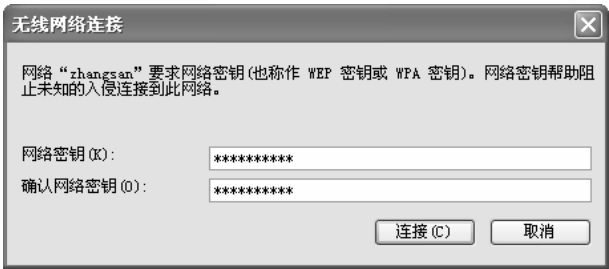 无线网络连接
网络“zhangsan”要求网络密钥(也称作 WEP 密钥或 WPA 密钥)。网络密钥帮助阻
止未知的入侵连接到此网络。
网络密钥(K):
**********
确认网络密钥(O):
**********
连接(C)
取消